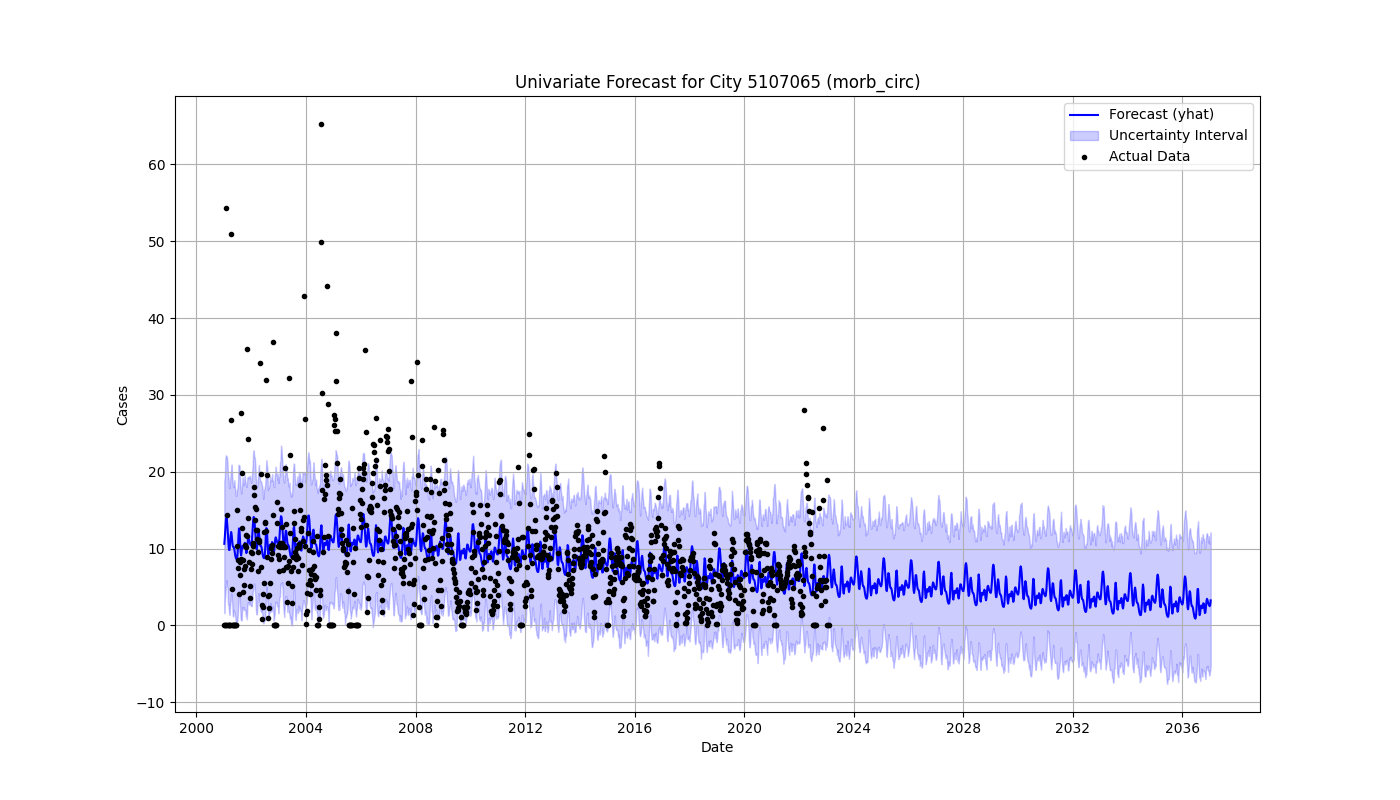 Univariate Forecast for City 5107065 (morb_circ)
Forecast (yhat)
Uncertainty Interval
Actual Data
Cases
60
50
40
30
20
10
0
−10
2000 2004 2008 2012 2016 2020 2024 2028 2032 2036
Date